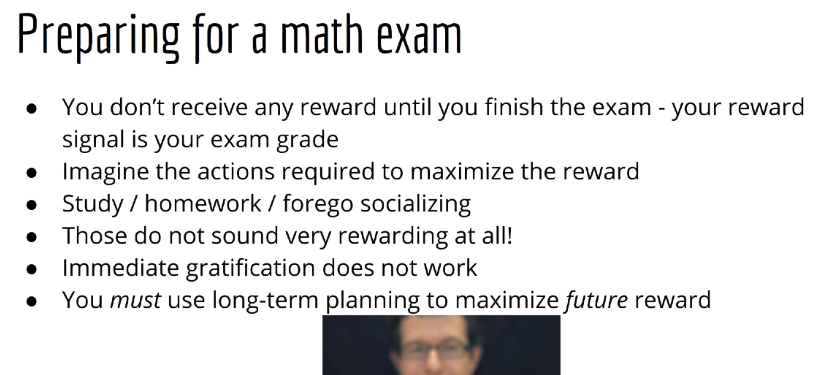 Preparing for a math exam
● You don't receive any reward until you finish the exam - your reward
signal is your exam grade
● Imagine the actions required to maximize the reward
● Study / homework / forego socializing
● Those do not sound very rewarding at all!
● Immediate gratification does not work
● You must use long-term planning to maximize future reward